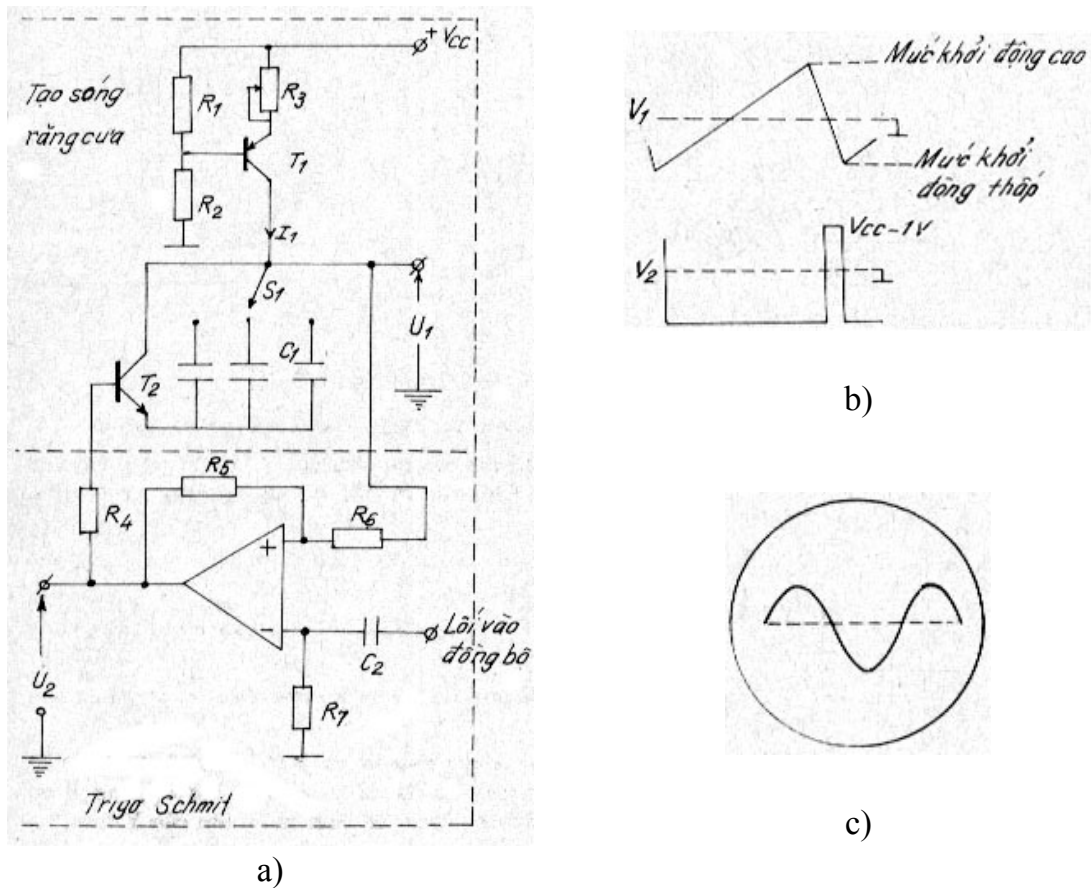 + Vcc
Tạo sóng
răng cưa
R1
R3
T1
R2
I1
S1
U1
C1
T2
R5
R4
R6
+
-
Lối vào
đồng bộ
C2
U2
R7
Trigơ Schmit
a)
b)
Mức khởi động cao
V1
Mức khởi
động thấp
Vcc-1V
V2
c)